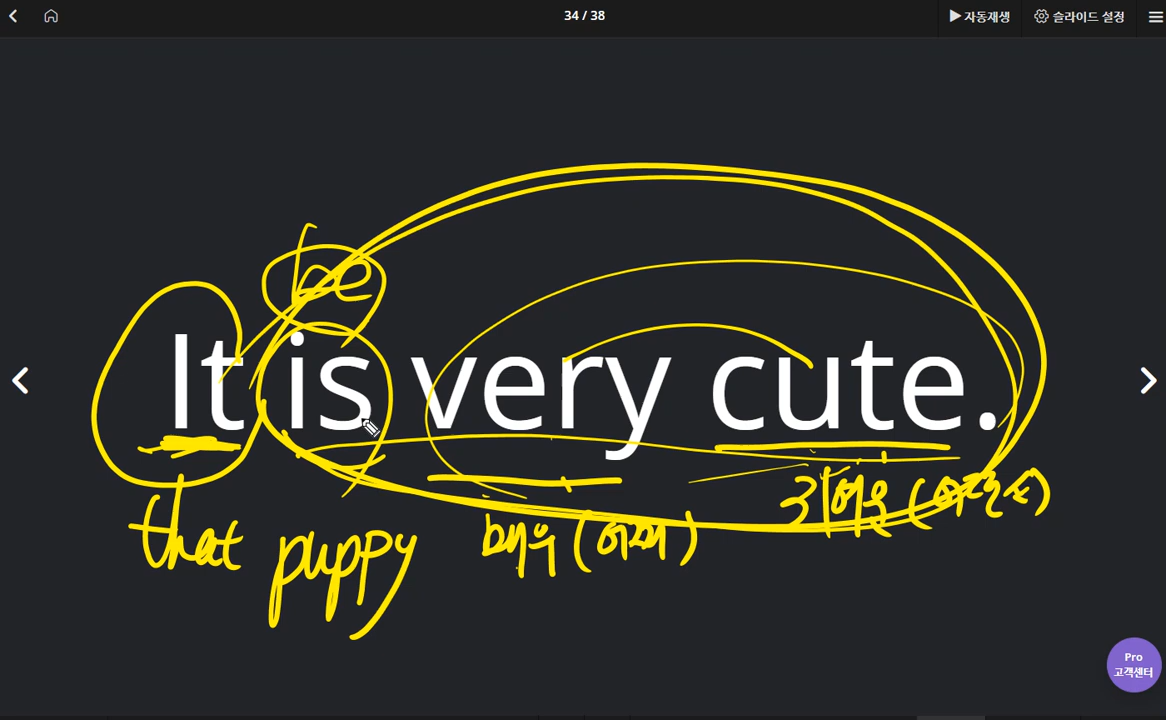 34 / 38
자동재생
슬라이드 설정
be
It is very cute.
that puppy
매우 (어찌)
귀여운 (어떤)
Pro
고객센터